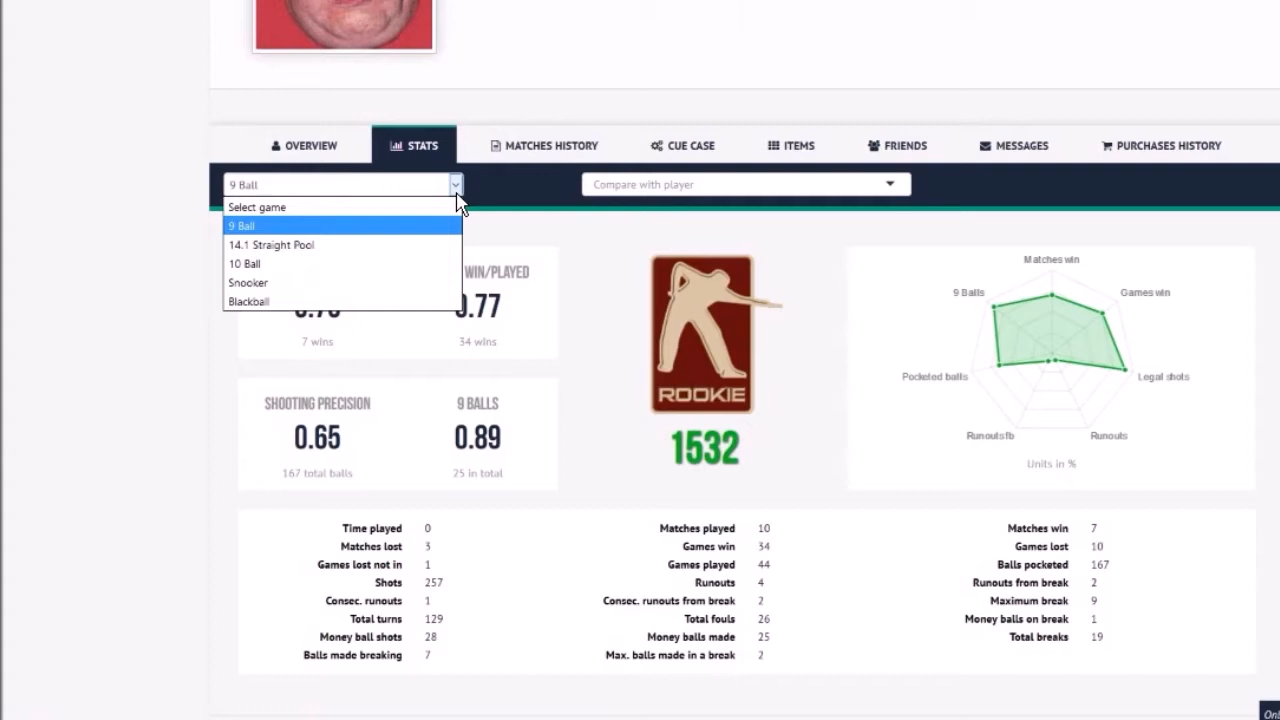 OVERVIEW STATS MATCHES HISTORY CUE CASE ITEMS FRIENDS MESSAGES PURCHASES HISTORY
9 Ball Compare with player
Select game
9 Ball
14.1 Straight Pool
10 Ball
Snooker
Blackball
WIN/PLAYED
0.77
7 wins 34 wins
SHOOTING PRECISION 9 BALLS
0.65 0.89
167 total balls 25 in total
ROOKIE
1532
Matches win
9 Balls Games win
Pocketed balls Legal shots
Runouts fb Runouts
Units in %
Time played 0 Matches played 10 Matches win 7
Matches lost 3 Games win 34 Games lost 10
Games lost not in 1 Games played 44 Balls pocketed 167
Shots 257 Runouts 4 Runouts from break 2
Consec. runouts 1 Consec. runouts from break 2 Maximum break 9
Total turns 129 Total fouls 26 Money balls on break 1
Money ball shots 28 Money balls made 25 Total breaks 19
Balls made breaking 7 Max. balls made in a break 2